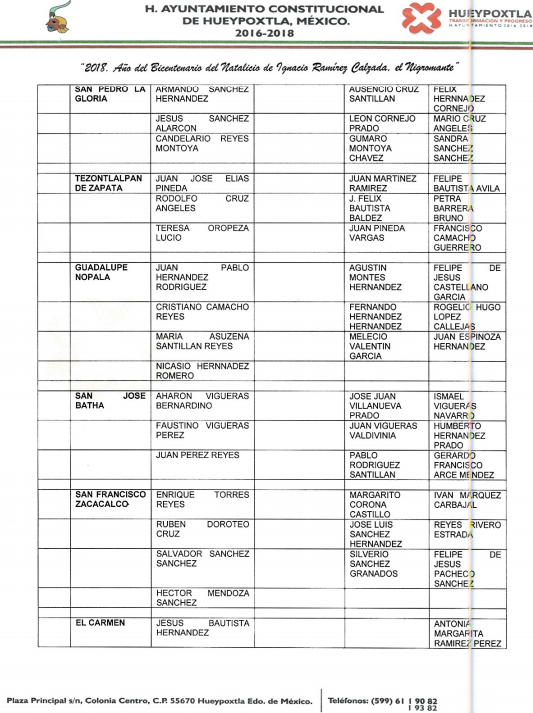 H. AYUNTAMIENTO CONSTITUCIONAL
DE HUEYPOXTLA, MÉXICO.
2016-2018
HUEYPOXTLA
TRANSFORMACIÓN Y PROGRESO
H. AYUNTAMIENTO 2016 - 2018
"2018. Año del Bicentenario del Natalicio de Ignacio Ramírez Calzada, el Nigromante"
SAN PEDRO LA ARMANDO SANCHEZ AUSENCIO CRUZ FELIX
GLORIA HERNANDEZ SANTILLAN HERNNADEZ
CORNEJO
JESUS SANCHEZ LEON CORNEJO MARIO CRUZ
ALARCON PRADO ANGELES
CANDELARIO REYES GUMARO SANDRA
MONTOYA MONTOYA SANCHEZ
CHAVEZ SANCHEZ
TEZONTLALPAN JUAN JOSE ELIAS JUAN MARTINEZ FELIPE
DE ZAPATA PINEDA RAMIREZ BAUTISTA AVILA
RODOLFO CRUZ J. FELIX PETRA
ANGELES BAUTISTA BARRERA
BALDEZ BRUNO
TERESA OROPEZA JUAN PINEDA FRANCISCO
LUCIO VARGAS CAMACHO
GUERRERO
GUADALUPE JUAN PABLO AGUSTIN FELIPE DE
NOPALA HERNANDEZ MONTES JESUS
RODRIGUEZ HERNANDEZ CASTELLANO
GARCIA
CRISTIANO CAMACHO FERNANDO ROGELIO HUGO
REYES HERNANDEZ LOPEZ
HERNANDEZ CALLEJAS
MARIA ASUZENA MELECIO JUAN ESPINOZA
SANTILLAN REYES VALENTIN HERNANDEZ
GARCIA
NICASIO HERNNADEZ
ROMERO
SAN JOSE AHARON VIGUERAS JOSE JUAN ISMAEL
BATHA BERNARDINO VILLANUEVA VIGUERAS
PRADO NAVARRO
FAUSTINO VIGUERAS JUAN VIGUERAS HUMBERTO
PEREZ VALDIVINIA HERNANDEZ
PRADO
JUAN PEREZ REYES PABLO GERARDO
RODRIGUEZ FRANCISCO
SANTILLAN ARCE MENDEZ
SAN FRANCISCO ENRIQUE TORRES MARGARITO IVAN MARQUEZ
ZACACALCO REYES CORONA CARBAJAL
CASTILLO
RUBEN DOROTEO JOSE LUIS REYES RIVERO
CRUZ SANCHEZ ESTRADA
HERNANDEZ
SALVADOR SANCHEZ SILVERIO FELIPE DE
SANCHEZ SANCHEZ JESUS
GRANADOS PACHECO
SANCHEZ
HECTOR MENDOZA
SANCHEZ
EL CARMEN JESUS BAUTISTA ANTONIA
HERNANDEZ MARGARITA
RAMIREZ PEREZ
Plaza Principal s/n, Colonia Centro, C.P. 55670 Hueypoxtla Edo. de México. Teléfonos: (599) 61 1 90 82
1 93 82